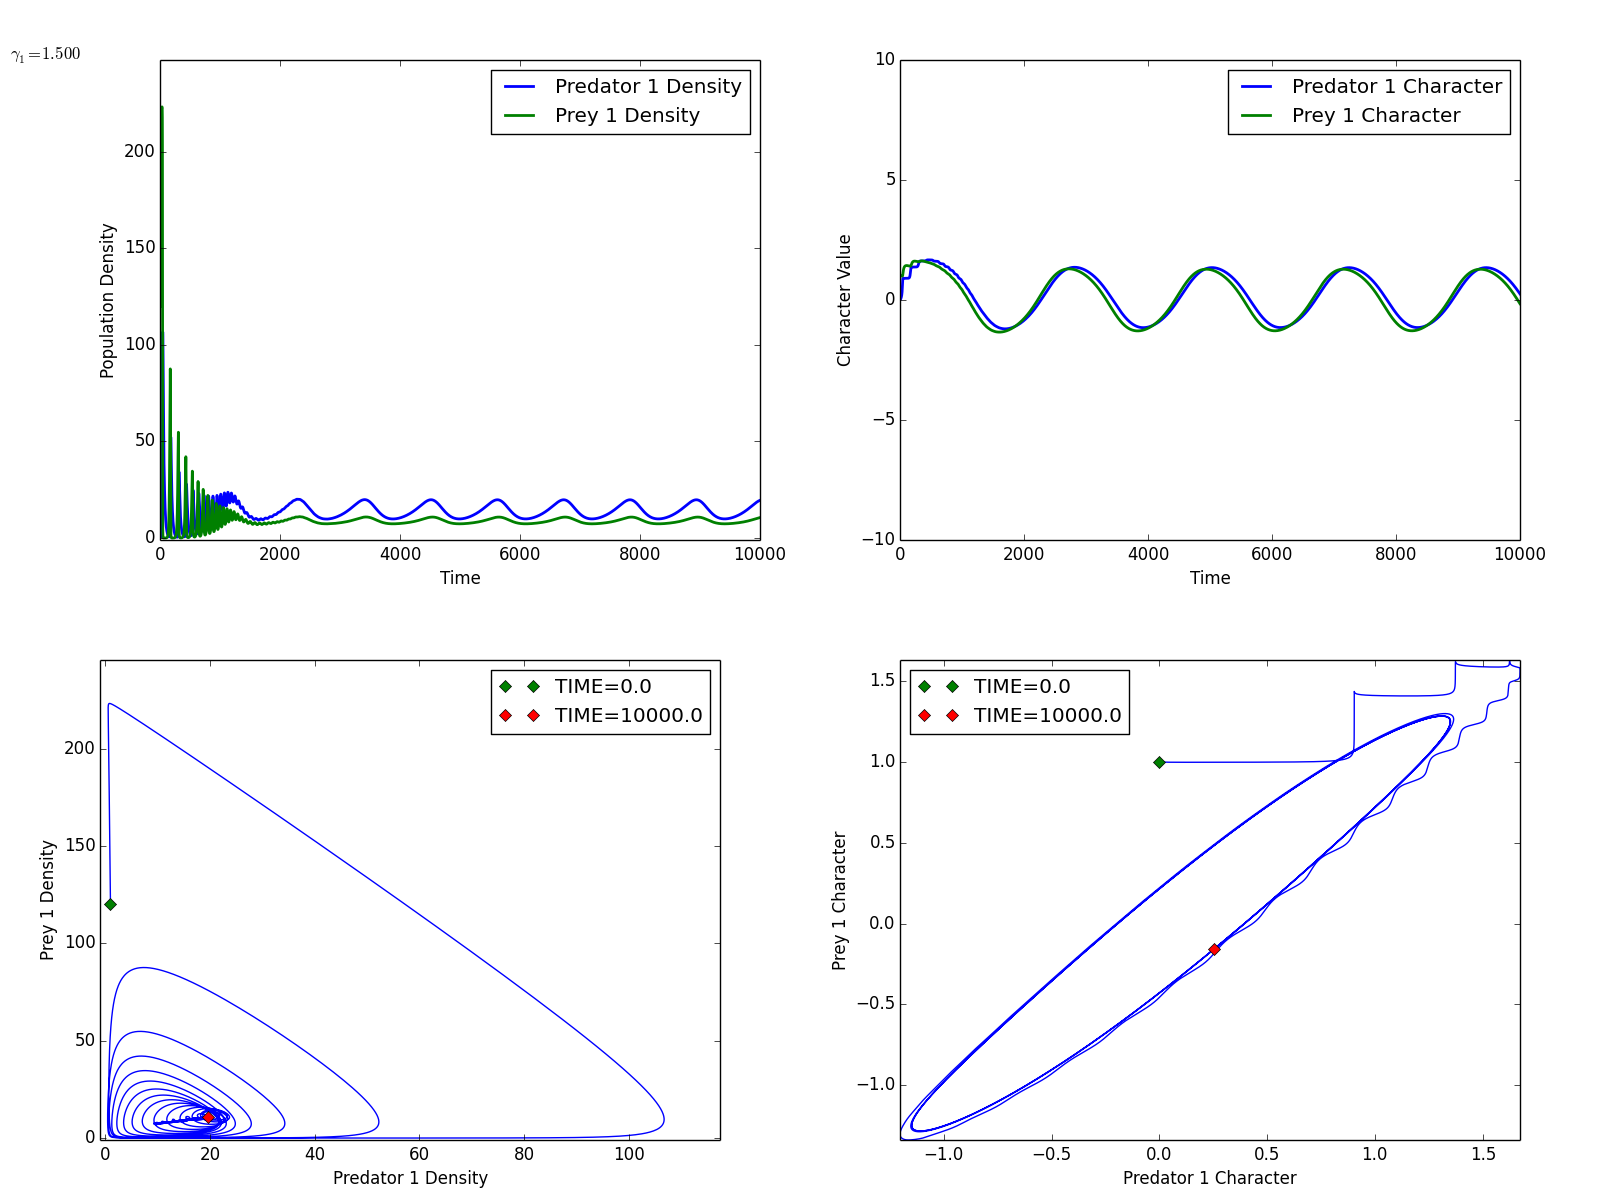 γ₁=1.500
Predator 1 Density
Prey 1 Density
200
150
100
50
0
Population Density
0 2000 4000 6000 8000 10000
Time
Predator 1 Character
Prey 1 Character
10
5
0
−5
−10
Character Value
0 2000 4000 6000 8000 10000
Time
TIME=0.0
TIME=10000.0
200
150
100
50
0
Prey 1 Density
0 20 40 60 80 100
Predator 1 Density
TIME=0.0
TIME=10000.0
1.5
1.0
0.5
0.0
−0.5
−1.0
Prey 1 Character
−1.0 −0.5 0.0 0.5 1.0 1.5
Predator 1 Character